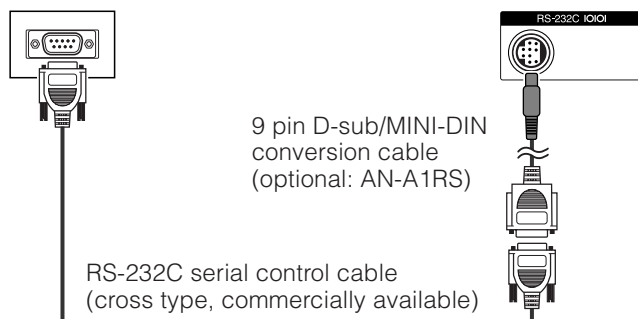 RS-232C IOIOI
9 pin D-sub/MINI-DIN
conversion cable
(optional: AN-A1RS)
RS-232C serial control cable
(cross type, commercially available)